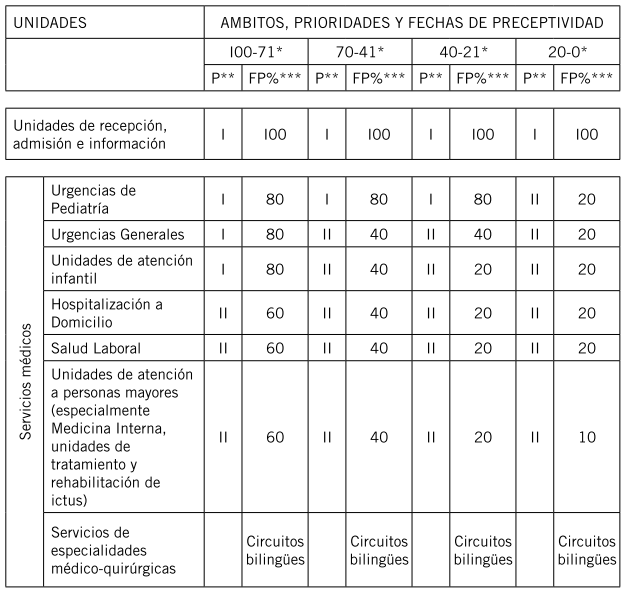 UNIDADES AMBITOS, PRIORIDADES Y FECHAS DE PRECEPTIVIDAD
100-71* 70-41* 40-21* 20-0*
P** FP%*** P** FP%*** P** FP%*** P** FP%***
Unidades de recepción,
admisión e información
I 100 I 100 I 100 I 100
Servicios médicos
Urgencias de
Pediatría
I 80 I 80 I 80 II 20
Urgencias Generales I 80 II 40 II 40 II 20
Unidades de atención
infantil
I 80 II 40 II 20 II 20
Hospitalización a
Domicilio
II 60 II 40 II 20 II 20
Salud Laboral II 60 II 40 II 20 II 20
Unidades de atención
a personas mayores
(especialmente
Medicina Interna,
unidades de
tratamiento y
rehabilitación de
ictus)
II 60 II 40 II 20 II 10
Servicios de
especialidades
médico-quirúrgicas
Circuitos Circuitos Circuitos Circuitos
bilingües bilingües bilingües bilingües